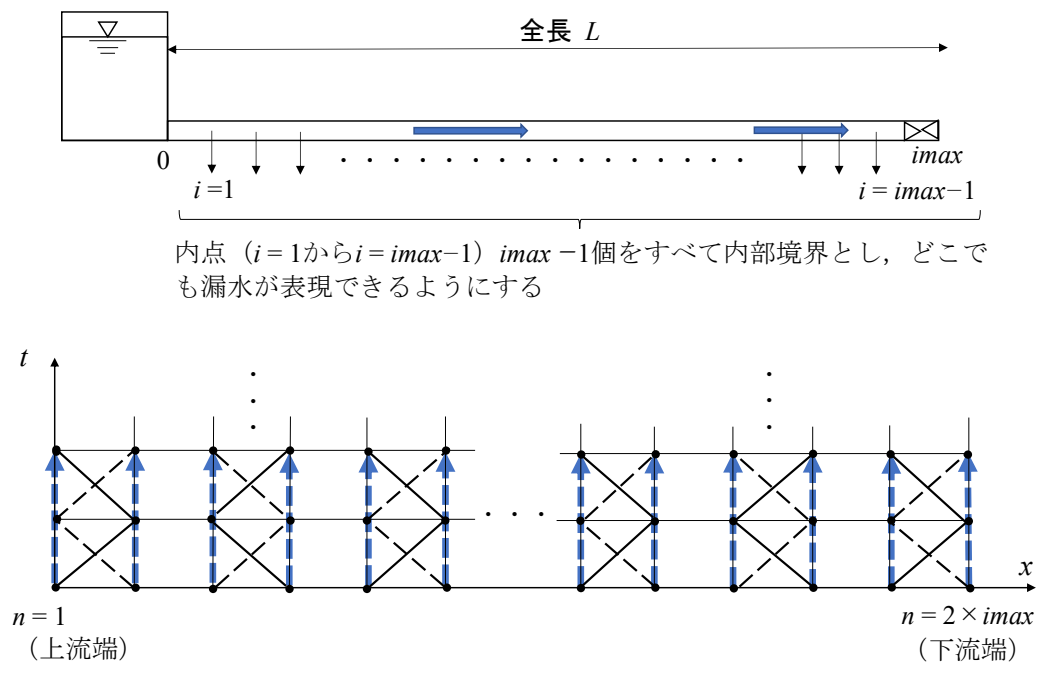 全長 L
0
imax
i =1
i = imax−1
内点（i = 1からi = imax−1）imax −1個をすべて内部境界とし，どこで
も漏水が表現できるようにする
t
x
n = 1
n = 2 × imax
（上流端）
（下流端）